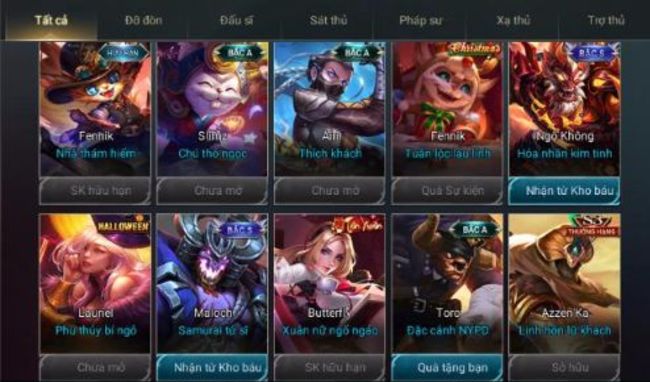 Tất cả
Đỡ đòn
Đấu sĩ
Sát thủ
Pháp sư
Xạ thủ
Trợ thủ
HỮU HẠN
BẬC A
BẬC A
Christmas
BẬC S
Fennik
Slimz
Airi
Fennik
Ngộ Không
Nhà thám hiểm
Chú thỏ ngọc
Thích khách
Tuần lộc láu lỉnh
Hỏa nhãn kim tinh
SK hữu hạn
Chưa mở
Chưa mở
Quà Sự kiện
Nhận từ Kho báu
HALLOWEEN
BẬC S
BẬC A
S3
THƯỞNG HẠNG
Lauriel
Maloch
Butterfly
Toro
Azzen'Ka
Phù thủy bí ngô
Samurai tử sĩ
Xuân nữ ngổ ngáo
Đặc cảnh NYPD
Linh hồn lữ khách
Chưa mở
Nhận từ Kho báu
SK hữu hạn
Quà tặng bạn
Sở hữu